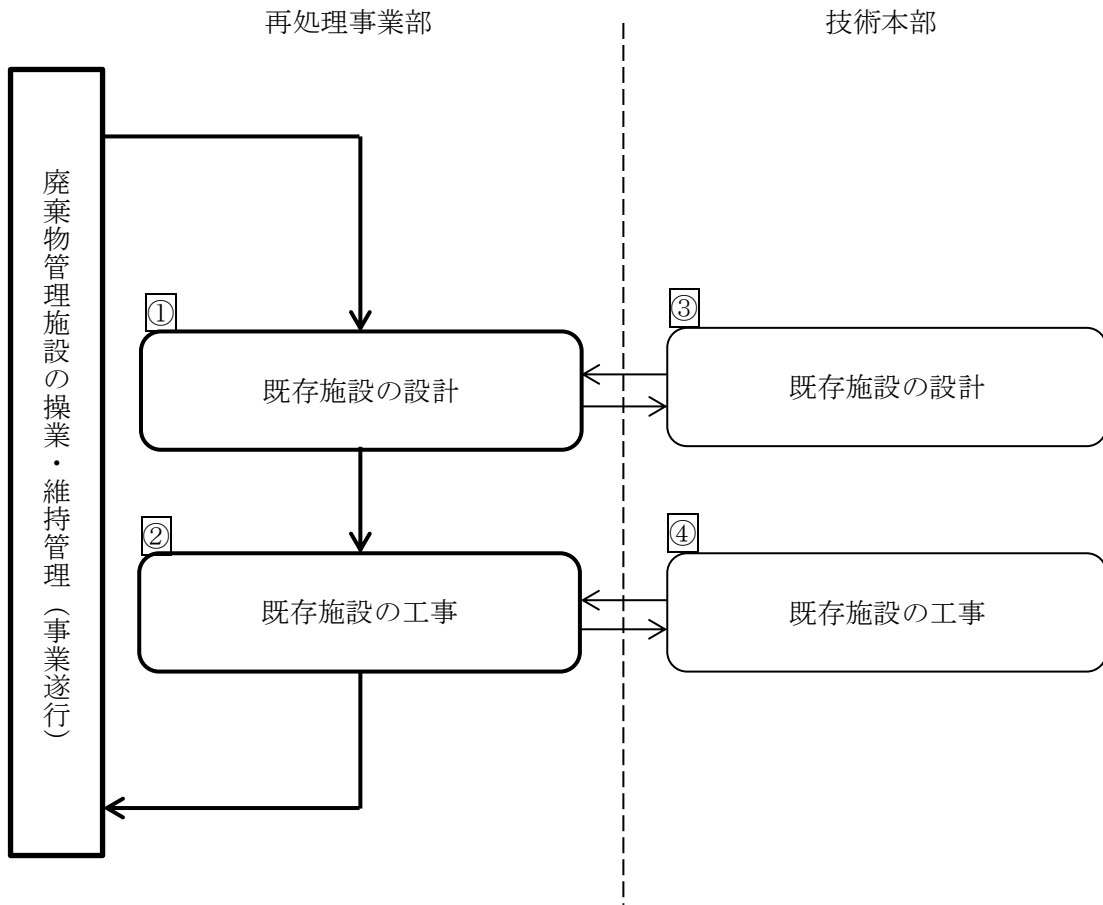 再処理事業部
技術本部
廃棄物管理施設の操業・維持管理（事業遂行）
①
既存施設の設計
③
既存施設の設計
②
既存施設の工事
④
既存施設の工事